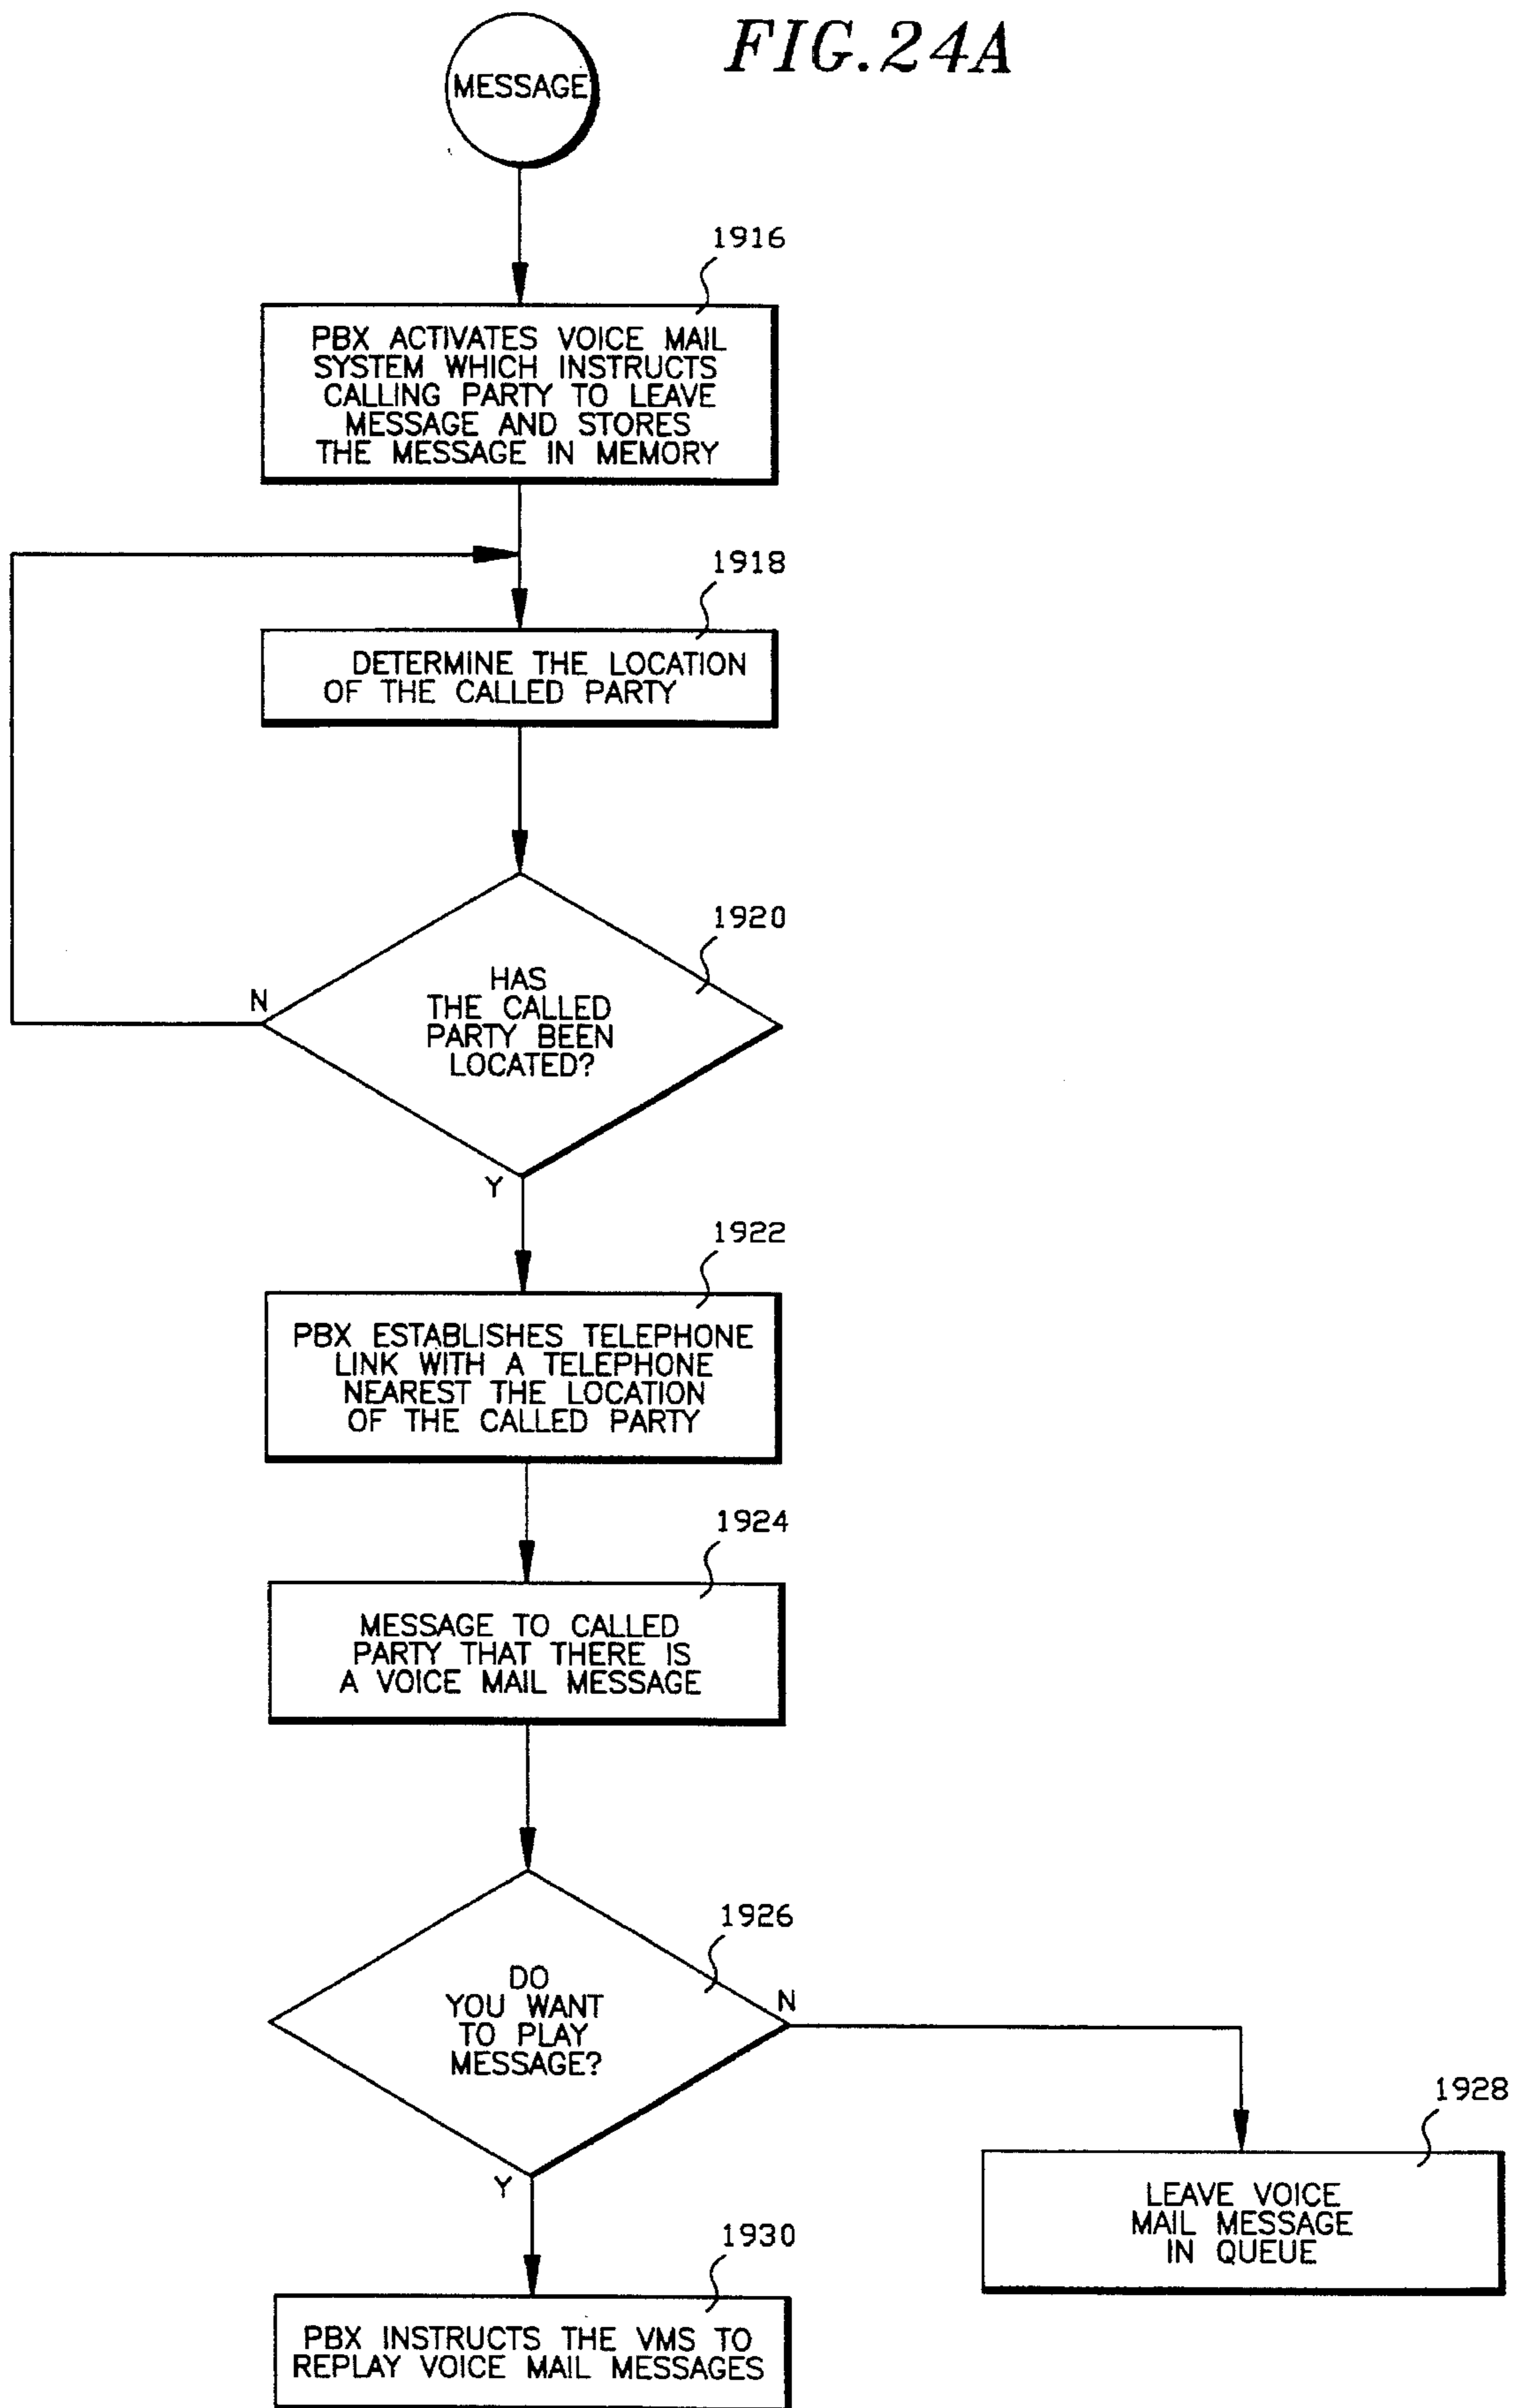 FIG.24A
MESSAGE
1916
PBX ACTIVATES VOICE MAIL
SYSTEM WHICH INSTRUCTS
CALLING PARTY TO LEAVE
MESSAGE AND STORES
THE MESSAGE IN MEMORY
1918
DETERMINE THE LOCATION
OF THE CALLED PARTY
1920
HAS
THE CALLED
PARTY BEEN
LOCATED?
N
Y
1922
PBX ESTABLISHES TELEPHONE
LINK WITH A TELEPHONE
NEAREST THE LOCATION
OF THE CALLED PARTY
1924
MESSAGE TO CALLED
PARTY THAT THERE IS
A VOICE MAIL MESSAGE
1926
DO
YOU WANT
TO PLAY
MESSAGE?
N
Y
1928
LEAVE VOICE
MAIL MESSAGE
IN QUEUE
1930
PBX INSTRUCTS THE VMS TO
REPLAY VOICE MAIL MESSAGES